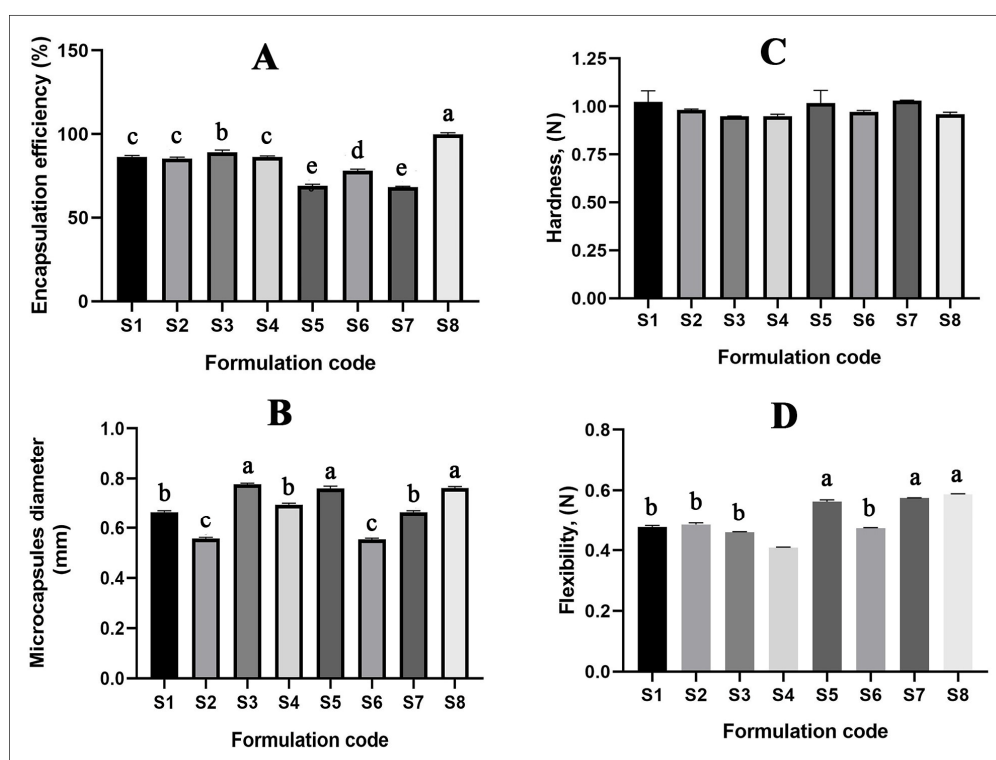 A
Encapsulation efficiency (%)
150
100
50
0
c c b c e d e a
S1 S2 S3 S4 S5 S6 S7 S8
Formulation code
C
Hardness, (N)
1.25
1.00
0.75
0.50
0.25
0.00
S1 S2 S3 S4 S5 S6 S7 S8
Formulation code
B
Microcapsules diameter
(mm)
1.0
0.8
0.6
0.4
0.2
0.0
b c a b a c b a
S1 S2 S3 S4 S5 S6 S7 S8
Formulation code
D
Flexibility, (N)
0.8
0.6
0.4
0.2
0.0
b b b a b a a
S1 S2 S3 S4 S5 S6 S7 S8
Formulation code